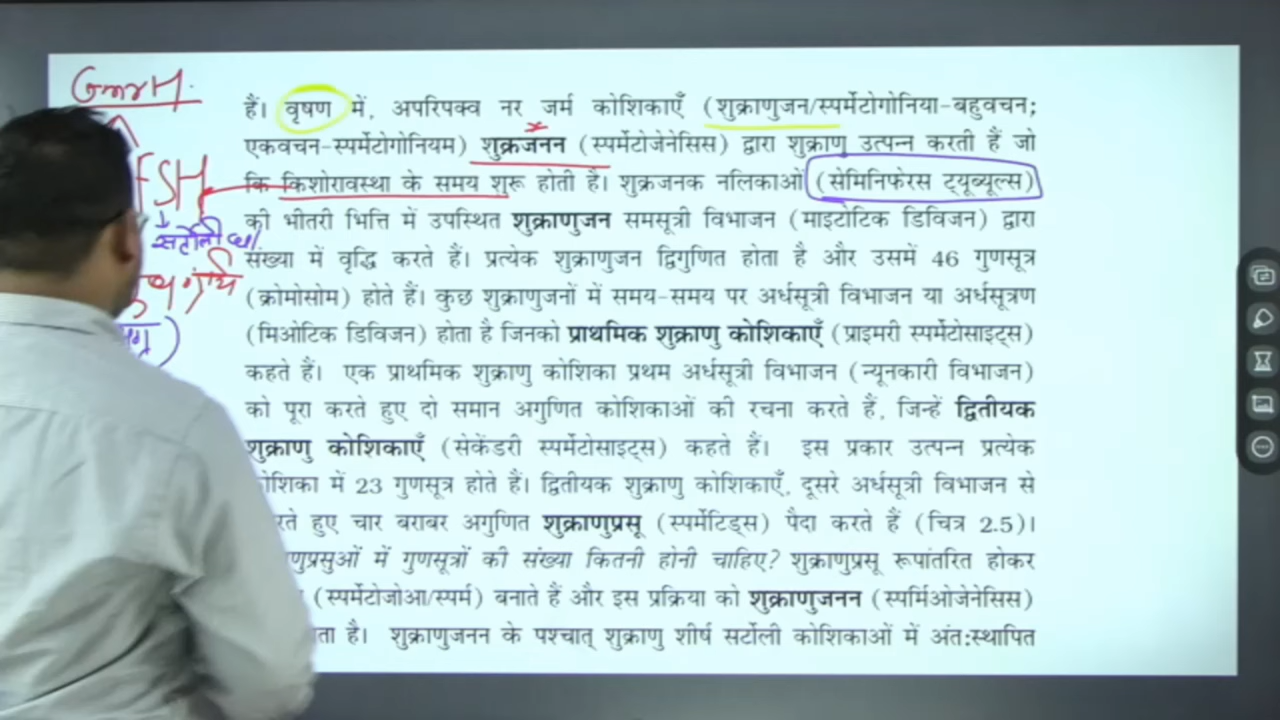 GnrH
हैं। वृषण में, अपरिपक्व नर जर्म कोशिकाएँ (शुक्राणुजन/स्पर्मेटोगोनिया-बहुवचन;
एकवचन-स्पर्मेटोगोनियम) शुक्रजनन (स्पर्मेटोजेनेसिस) द्वारा शुक्राणु उत्पन्न करती हैं जो
FSH
कि किशोरावस्था के समय शुरू होती है। शुक्रजनक नलिकाओं (सेमिनिफेरस ट्यूब्यूल्स)
की भीतरी भित्ति में उपस्थित शुक्राणुजन समसूत्री विभाजन (माइटोटिक डिविजन) द्वारा
सर्टोली
संख्या में वृद्धि करते हैं। प्रत्येक शुक्राणुजन द्विगुणित होता है और उसमें 46 गुणसूत्र
(क्रोमोसोम) होते हैं। कुछ शुक्राणुजनों में समय-समय पर अर्धसूत्री विभाजन या अर्धसूत्रण
(मिओटिक डिविजन) होता है जिनको प्राथमिक शुक्राणु कोशिकाएँ (प्राइमरी स्पर्मेटोसाइट्स)
कहते हैं। एक प्राथमिक शुक्राणु कोशिका प्रथम अर्धसूत्री विभाजन (न्यूनकारी विभाजन)
को पूरा करते हुए दो समान अगुणित कोशिकाओं की रचना करते हैं, जिन्हें द्वितीयक
शुक्राणु कोशिकाएँ (सेकेंडरी स्पर्मेटोसाइट्स) कहते हैं। इस प्रकार उत्पन्न प्रत्येक
कोशिका में 23 गुणसूत्र होते हैं। द्वितीयक शुक्राणु कोशिकाएँ, दूसरे अर्धसूत्री विभाजन से
हुए चार बराबर अगुणित शुक्राणुप्रसू (स्पर्मेटिड्स) पैदा करते हैं (चित्र 2.5)।
में गुणसूत्रों की संख्या कितनी होनी चाहिए? शुक्राणुप्रसू रूपांतरित होकर
(स्पर्मेटोजोआ/स्पर्म) बनाते हैं और इस प्रक्रिया को शुक्राणुजनन (स्पर्मिओजेनेसिस)
है। शुक्राणुजनन के पश्चात् शुक्राणु शीर्ष सर्टोली कोशिकाओं में अंत:स्थापित